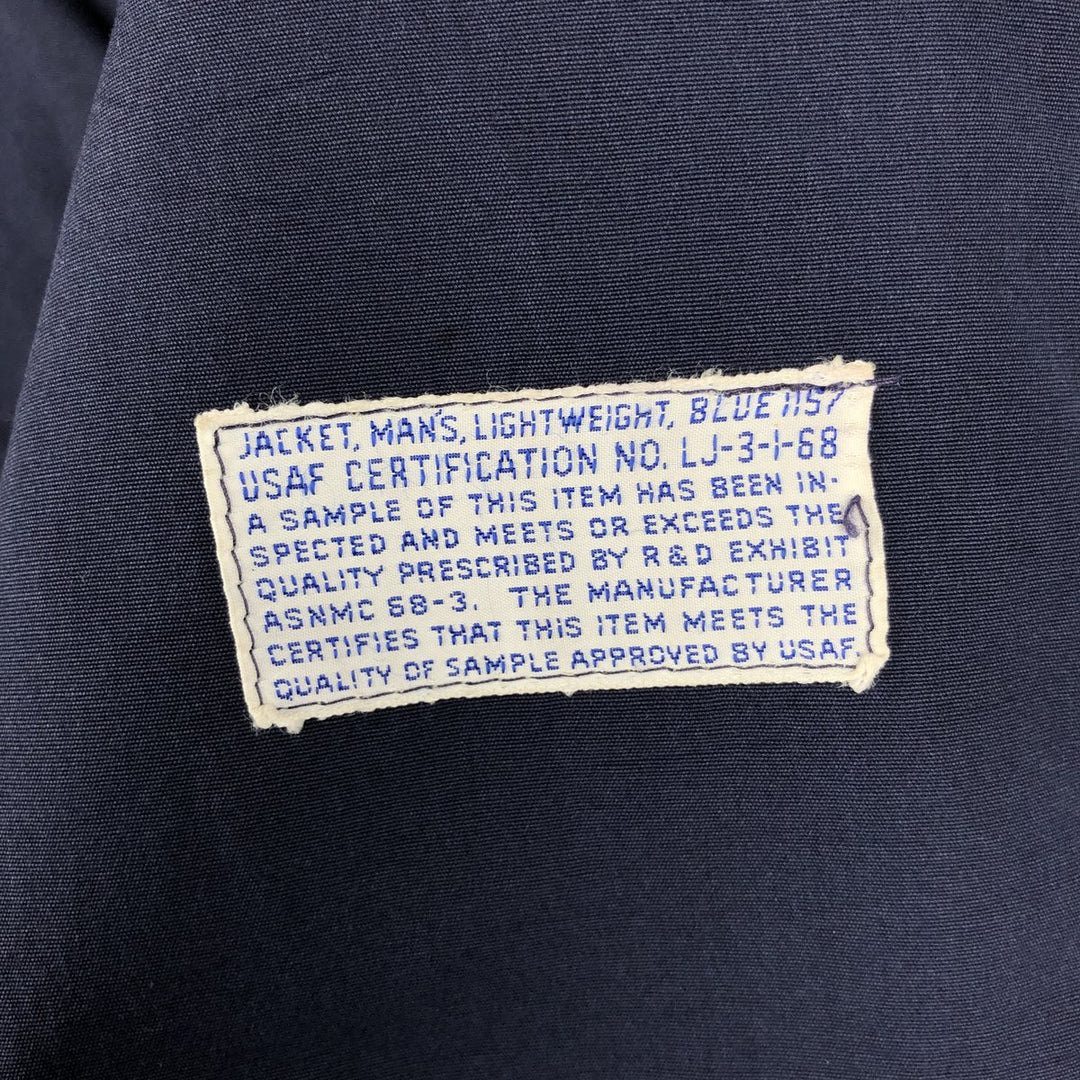 JACKET, MAN'S, LIGHTWEIGHT, BLUE 1157
USAF CERTIFICATION NO. LJ-3-1-68
A SAMPLE OF THIS ITEM HAS BEEN IN-
SPECTED AND MEETS OR EXCEEDS THE
QUALITY PRESCRIBED BY R&D EXHIBIT
ASNMC 68-3. THE MANUFACTURER
CERTIFIES THAT THIS ITEM MEETS THE
QUALITY OF SAMPLE APPROVED BY USAF.